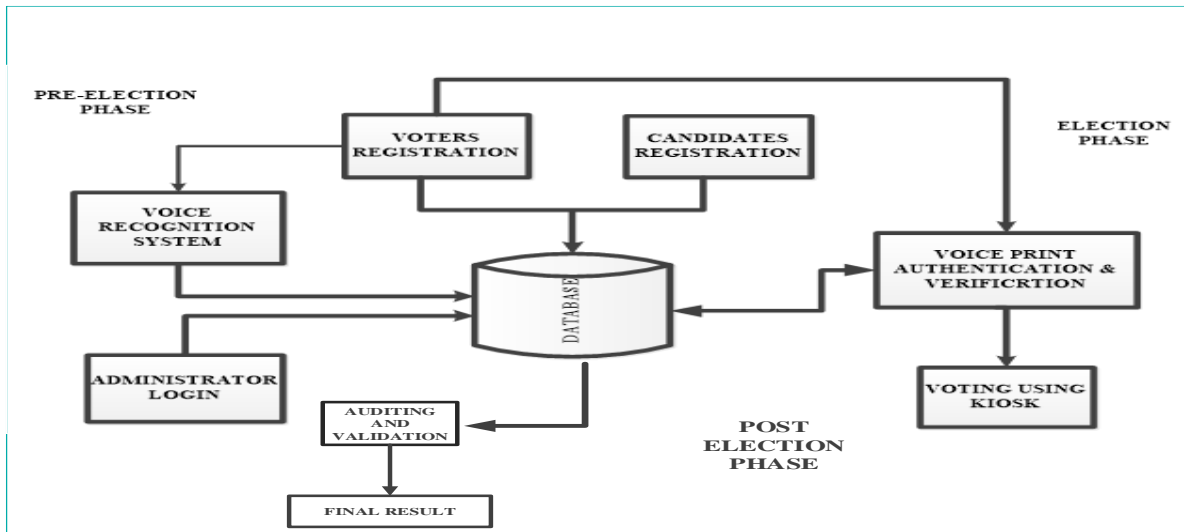 PRE-ELECTION
PHASE
VOTERS
REGISTRATION
CANDIDATES
REGISTRATION
ELECTION
PHASE
VOICE
RECOGNITION
SYSTEM
DATABASE
VOICE PRINT
AUTHENTICATION &
VERIFICRTION
ADMINISTRATOR
LOGIN
VOTING USING
KIOSK
AUDITING
AND
VALIDATION
POST
ELECTION
PHASE
FINAL RESULT